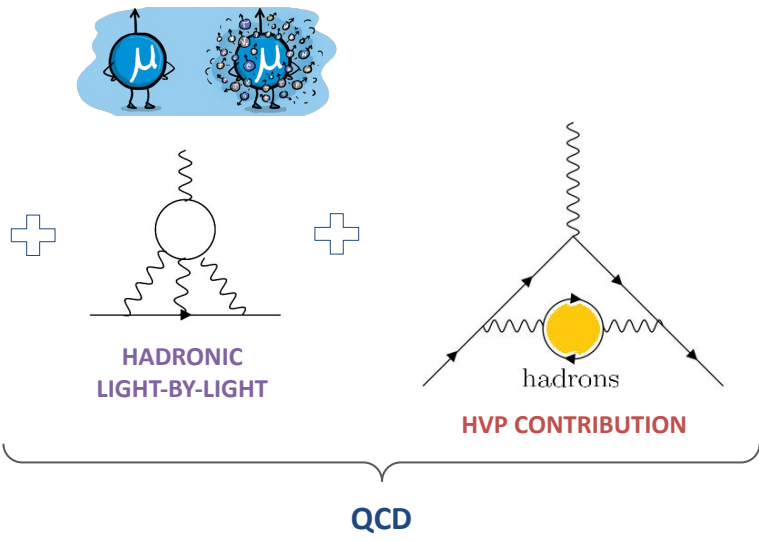 μ
μ
HADRONIC
LIGHT-BY-LIGHT
hadrons
HVP CONTRIBUTION
QCD